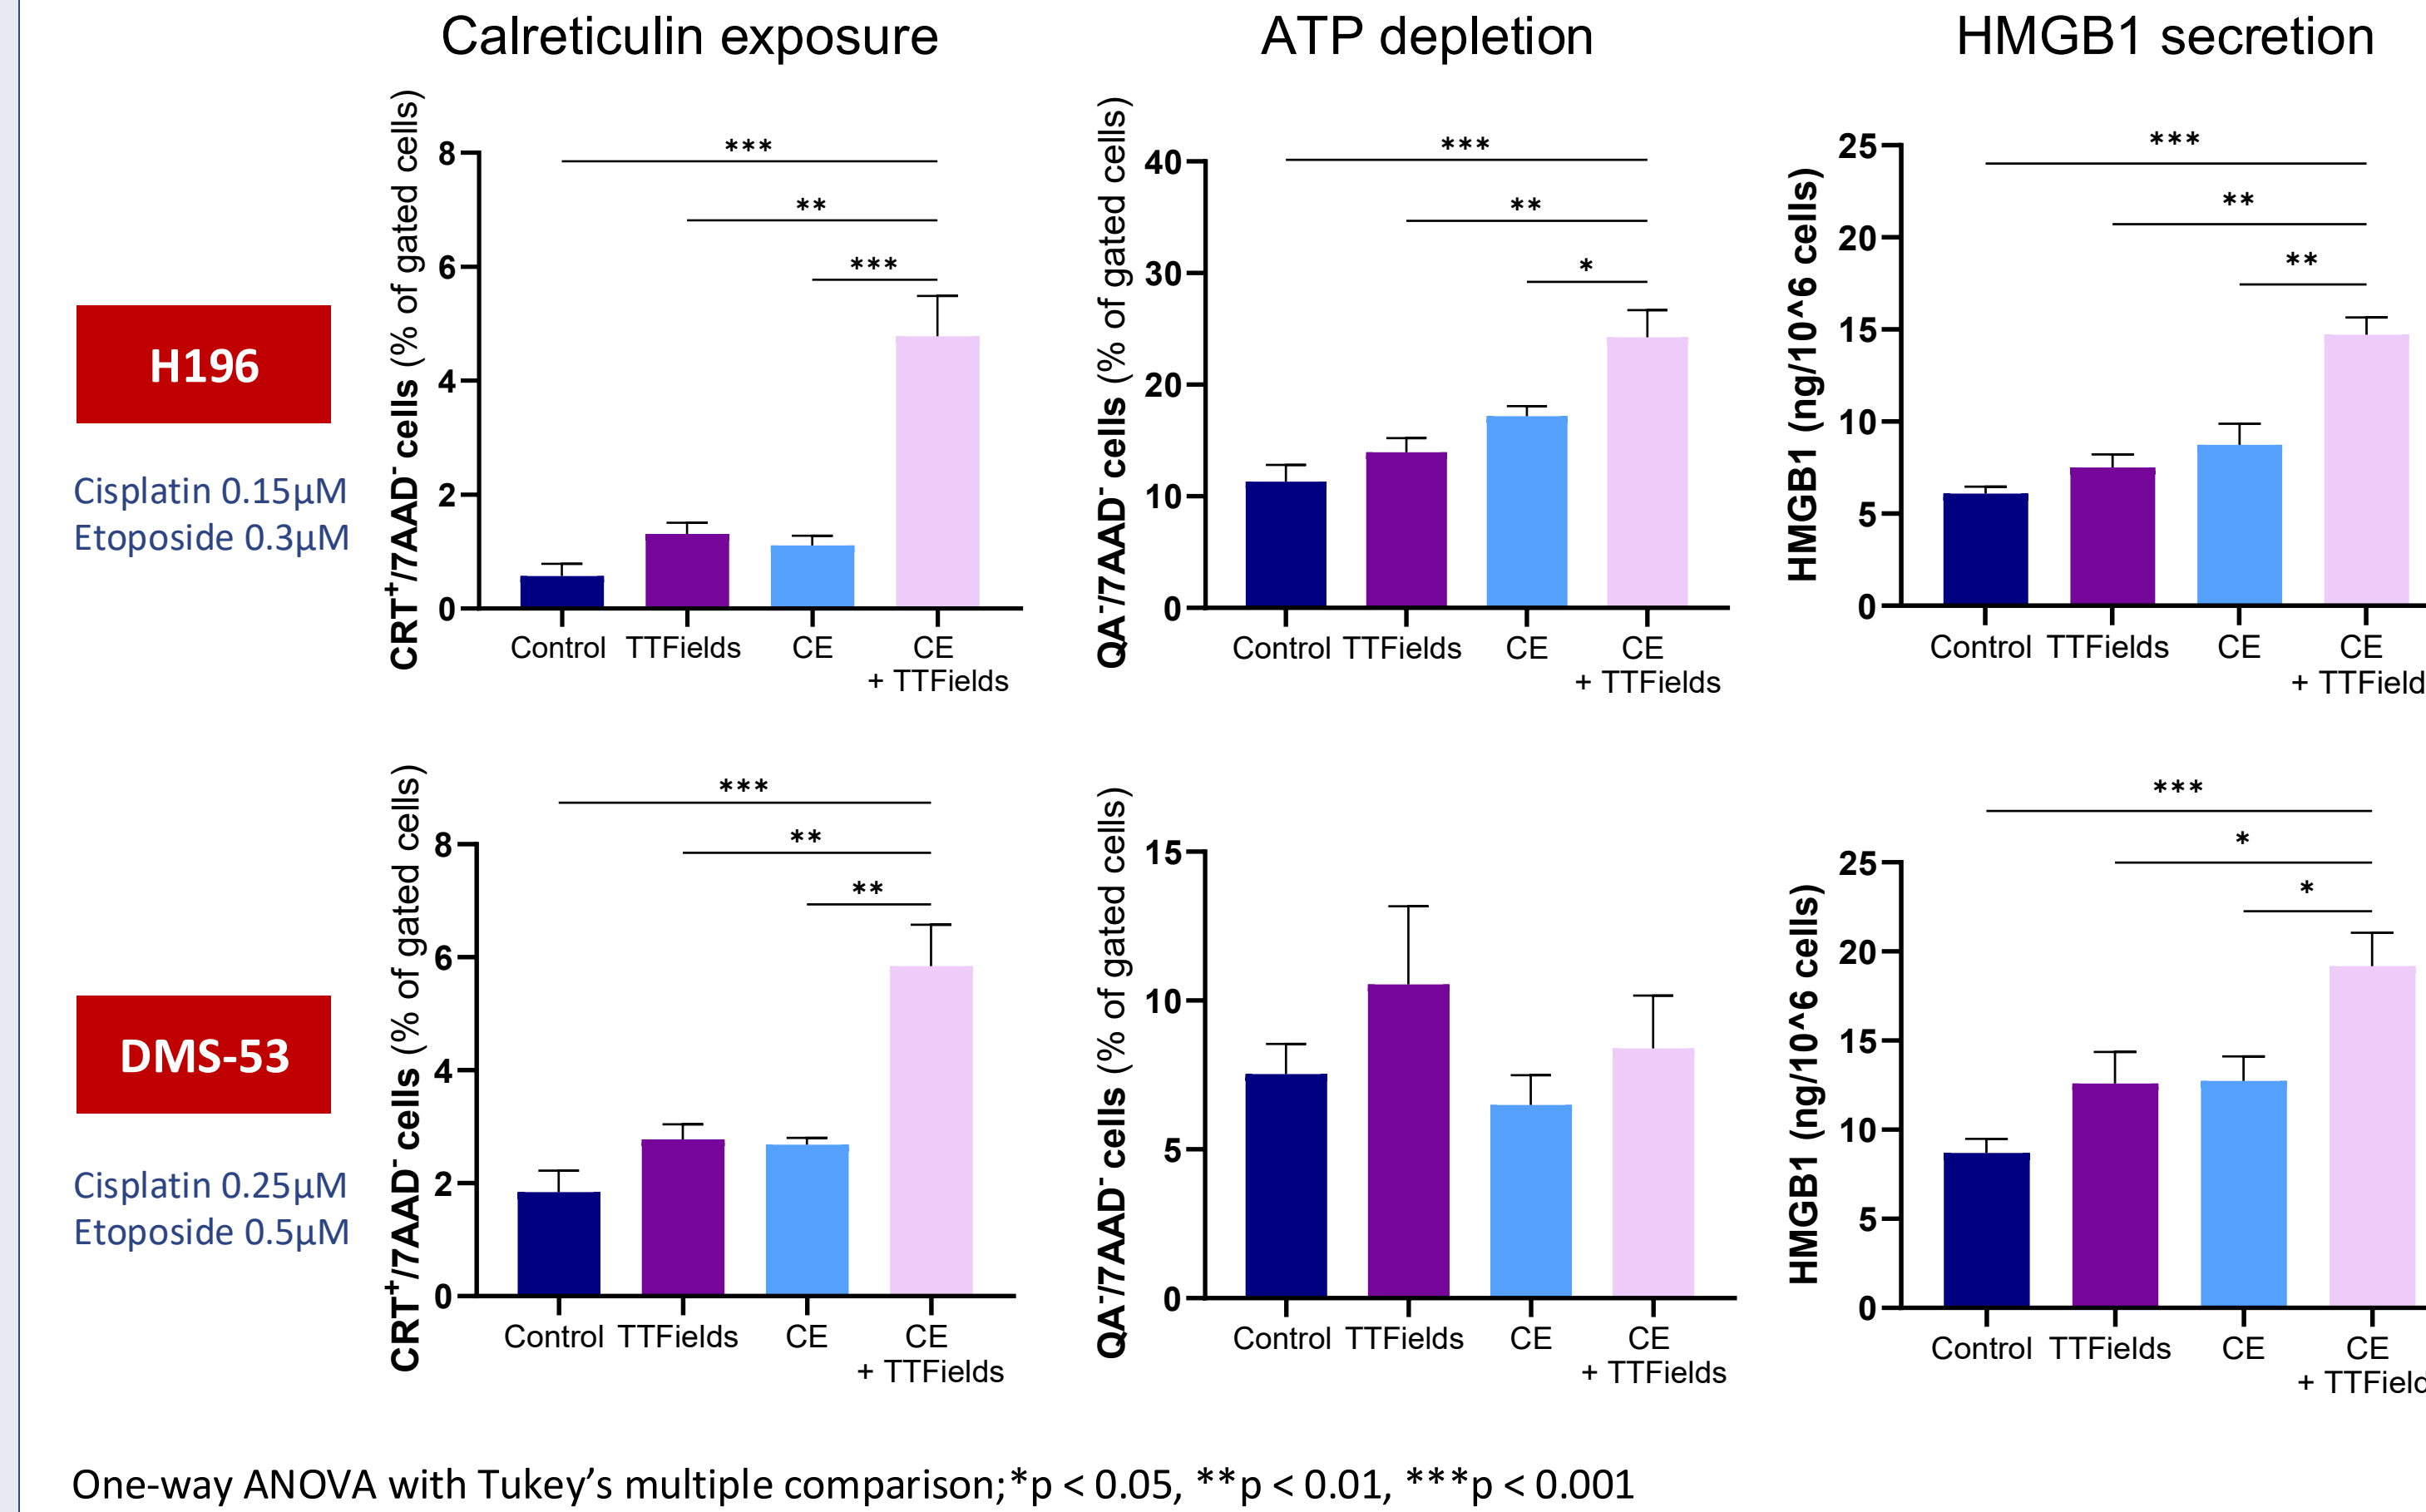 Calreticulin exposure
ATP depletion
HMGB1 secretion
H196
Cisplatin 0.15µM
Etoposide 0.3µM
CRT+/7AAD- cells (% of gated cells)
8
6
4
2
0
***
**
***
Control TTFields CE CE
+ TTFields
QA-/7AAD- cells (% of gated cells)
40
30
20
10
0
***
**
*
Control TTFields CE CE
+ TTFields
HMGB1 (ng/10^6 cells)
25
20
15
10
5
0
***
**
**
Control TTFields CE CE
+ TTField
DMS-53
Cisplatin 0.25µM
Etoposide 0.5µM
CRT+/7AAD- cells (% of gated cells)
8
6
4
2
0
***
**
**
Control TTFields CE CE
+ TTFields
QA-/7AAD- cells (% of gated cells)
15
10
5
0
Control TTFields CE CE
+ TTFields
HMGB1 (ng/10^6 cells)
25
20
15
10
5
0
***
*
*
Control TTFields CE CE
+ TTField
One-way ANOVA with Tukey’s multiple comparison;*p < 0.05, **p < 0.01, ***p < 0.001